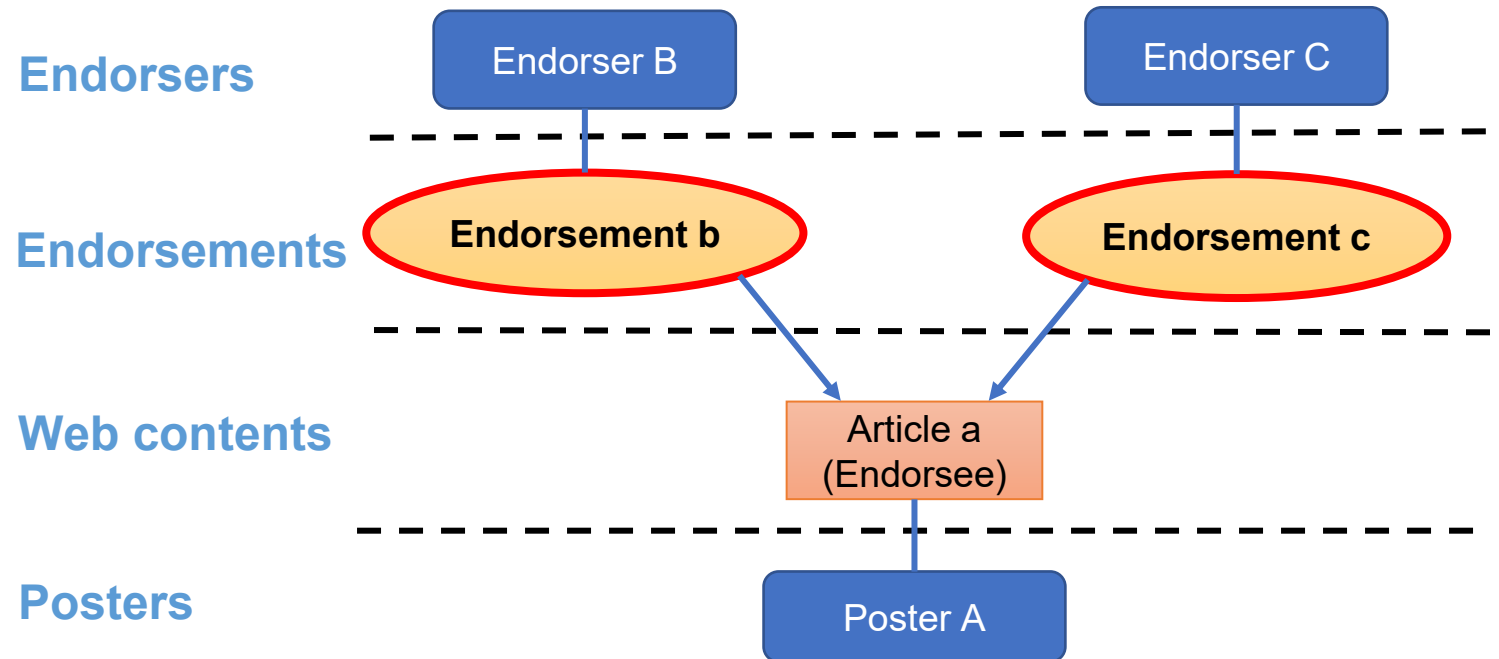 Endorsers
Endorser B
Endorser C
Endorsements
Endorsement b
Endorsement c
Web contents
Article a
(Endorsee)
Posters
Poster A